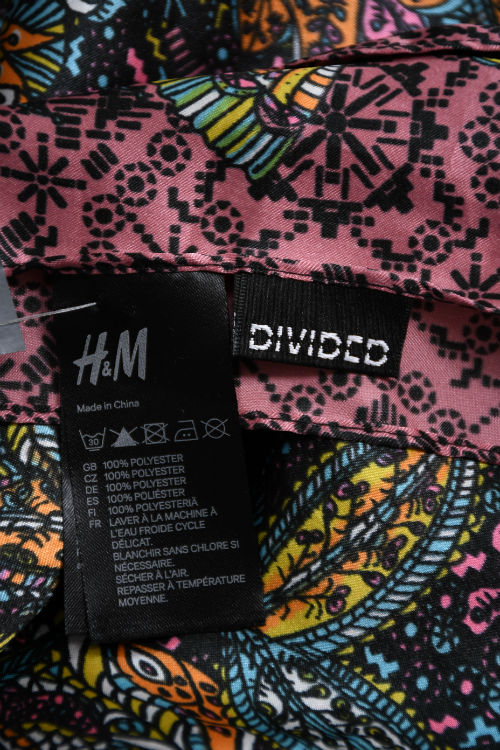 H&M
DIVIDED
Made in China
30
GB 100% POLYESTER
CZ 100% POLYESTER
DE 100% POLYESTER
ES 100% POLIÉSTER
FI 100% POLYESTERIÄ
FR LAVER À LA MACHINE À
L'EAU FROIDE CYCLE
DÉLICAT.
BLANCHIR SANS CHLORE SI
NÉCESSAIRE.
SÉCHER À L'AIR.
REPASSER À TEMPÉRATURE
MOYENNE.